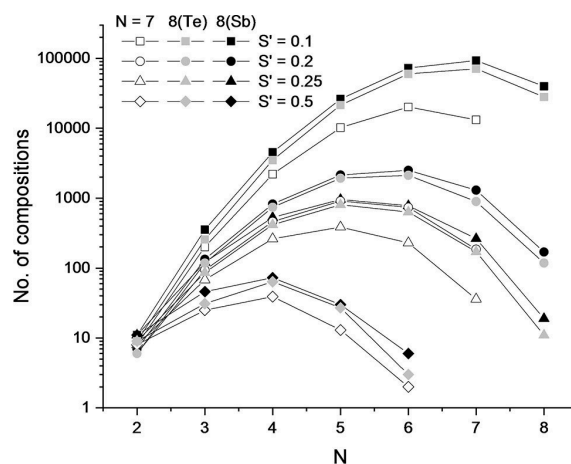 N = 7 8(Te) 8(Sb)
S' = 0.1
S' = 0.2
S' = 0.25
S' = 0.5
100000
10000
1000
100
10
1
No. of compositions
2 3 4 5 6 7 8
N